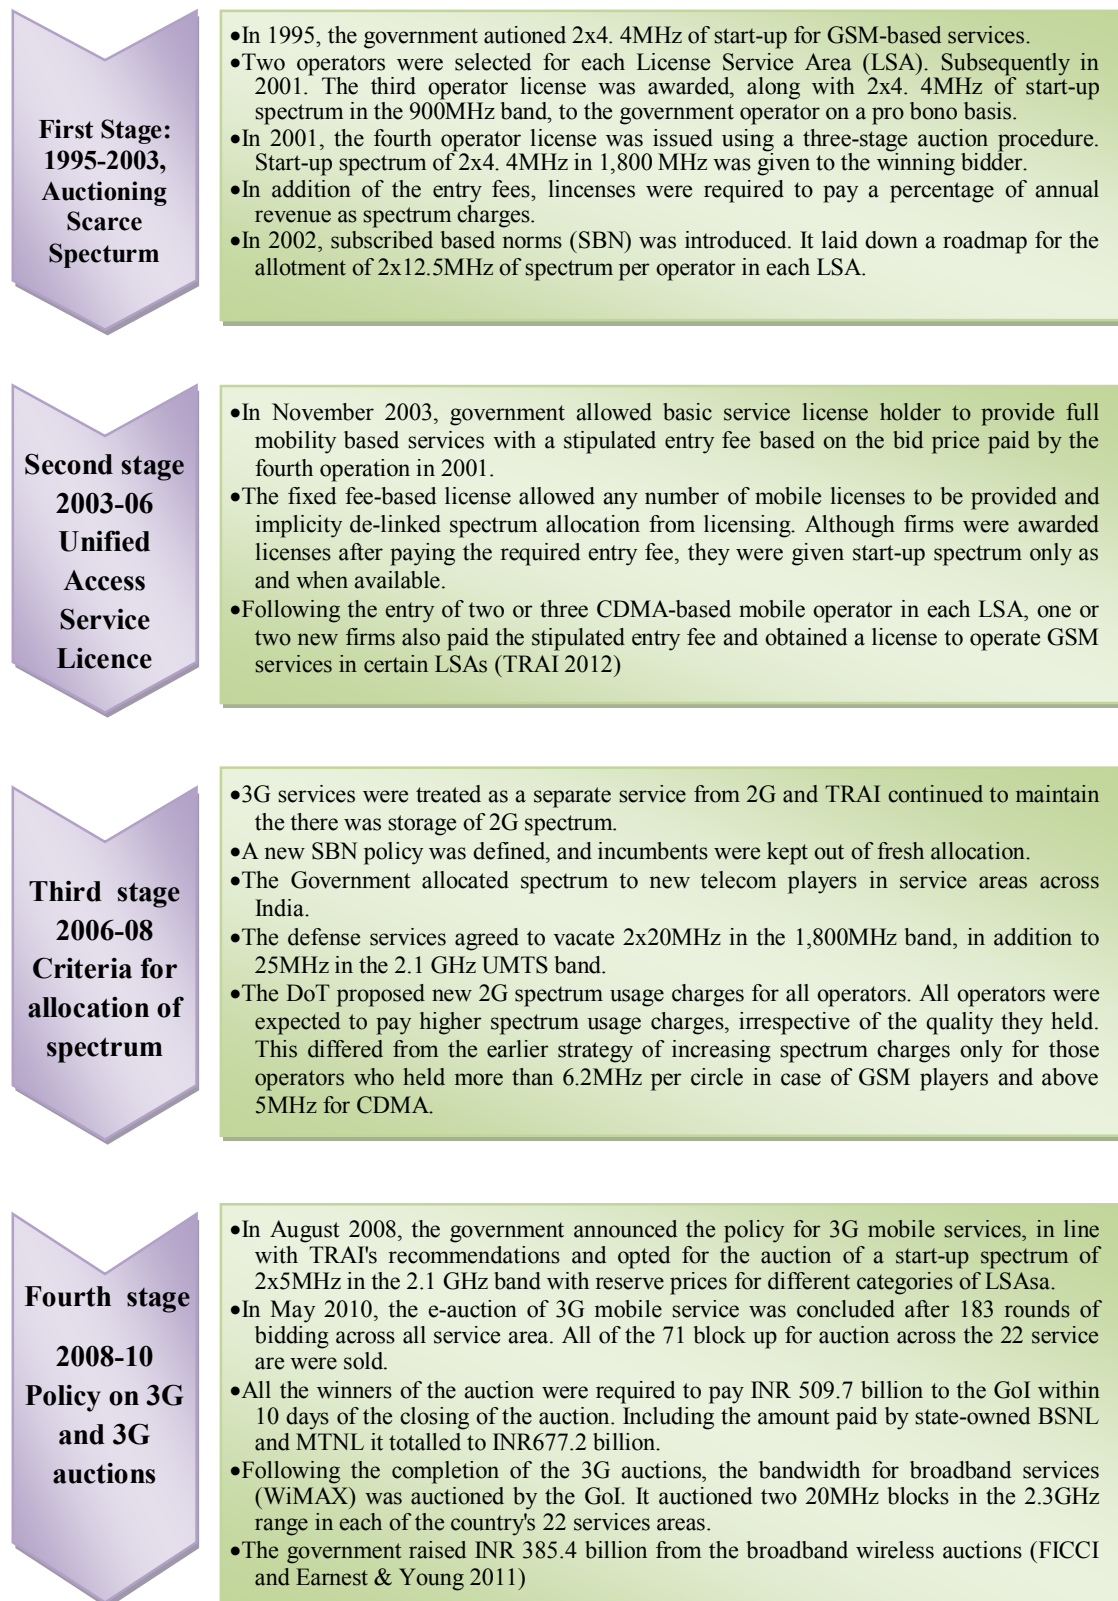 First Stage:
1995-2003,
Auctioning
Scarce
Specturm
•In 1995, the government autioned 2x4. 4MHz of start-up for GSM-based services.
•Two operators were selected for each License Service Area (LSA). Subsequently in
2001. The third operator license was awarded, along with 2x4. 4MHz of start-up
spectrum in the 900MHz band, to the government operator on a pro bono basis.
•In 2001, the fourth operator license was issued using a three-stage auction procedure.
Start-up spectrum of 2x4. 4MHz in 1,800 MHz was given to the winning bidder.
•In addition of the entry fees, lincenses were required to pay a percentage of annual
revenue as spectrum charges.
•In 2002, subscribed based norms (SBN) was introduced. It laid down a roadmap for the
allotment of 2x12.5MHz of spectrum per operator in each LSA.
Second stage
2003-06
Unified
Access
Service
Licence
•In November 2003, government allowed basic service license holder to provide full
mobility based services with a stipulated entry fee based on the bid price paid by the
fourth operation in 2001.
•The fixed fee-based license allowed any number of mobile licenses to be provided and
implicity de-linked spectrum allocation from licensing. Although firms were awarded
licenses after paying the required entry fee, they were given start-up spectrum only as
and when available.
•Following the entry of two or three CDMA-based mobile operator in each LSA, one or
two new firms also paid the stipulated entry fee and obtained a license to operate GSM
services in certain LSAs (TRAI 2012)
Third stage
2006-08
Criteria for
allocation of
spectrum
•3G services were treated as a separate service from 2G and TRAI continued to maintain
the there was storage of 2G spectrum.
•A new SBN policy was defined, and incumbents were kept out of fresh allocation.
•The Government allocated spectrum to new telecom players in service areas across
India.
•The defense services agreed to vacate 2x20MHz in the 1,800MHz band, in addition to
25MHz in the 2.1 GHz UMTS band.
•The DoT proposed new 2G spectrum usage charges for all operators. All operators were
expected to pay higher spectrum usage charges, irrespective of the quality they held.
This differed from the earlier strategy of increasing spectrum charges only for those
operators who held more than 6.2MHz per circle in case of GSM players and above
5MHz for CDMA.
Fourth stage
2008-10
Policy on 3G
and 3G
auctions
•In August 2008, the government announced the policy for 3G mobile services, in line
with TRAI's recommendations and opted for the auction of a start-up spectrum of
2x5MHz in the 2.1 GHz band with reserve prices for different categories of LSAsa.
•In May 2010, the e-auction of 3G mobile service was concluded after 183 rounds of
bidding across all service area. All of the 71 block up for auction across the 22 service
are were sold.
•All the winners of the auction were required to pay INR 509.7 billion to the GoI within
10 days of the closing of the auction. Including the amount paid by state-owned BSNL
and MTNL it totalled to INR677.2 billion.
•Following the completion of the 3G auctions, the bandwidth for broadband services
(WiMAX) was auctioned by the GoI. It auctioned two 20MHz blocks in the 2.3GHz
range in each of the country's 22 services areas.
•The government raised INR 385.4 billion from the broadband wireless auctions (FICCI
and Earnest & Young 2011)